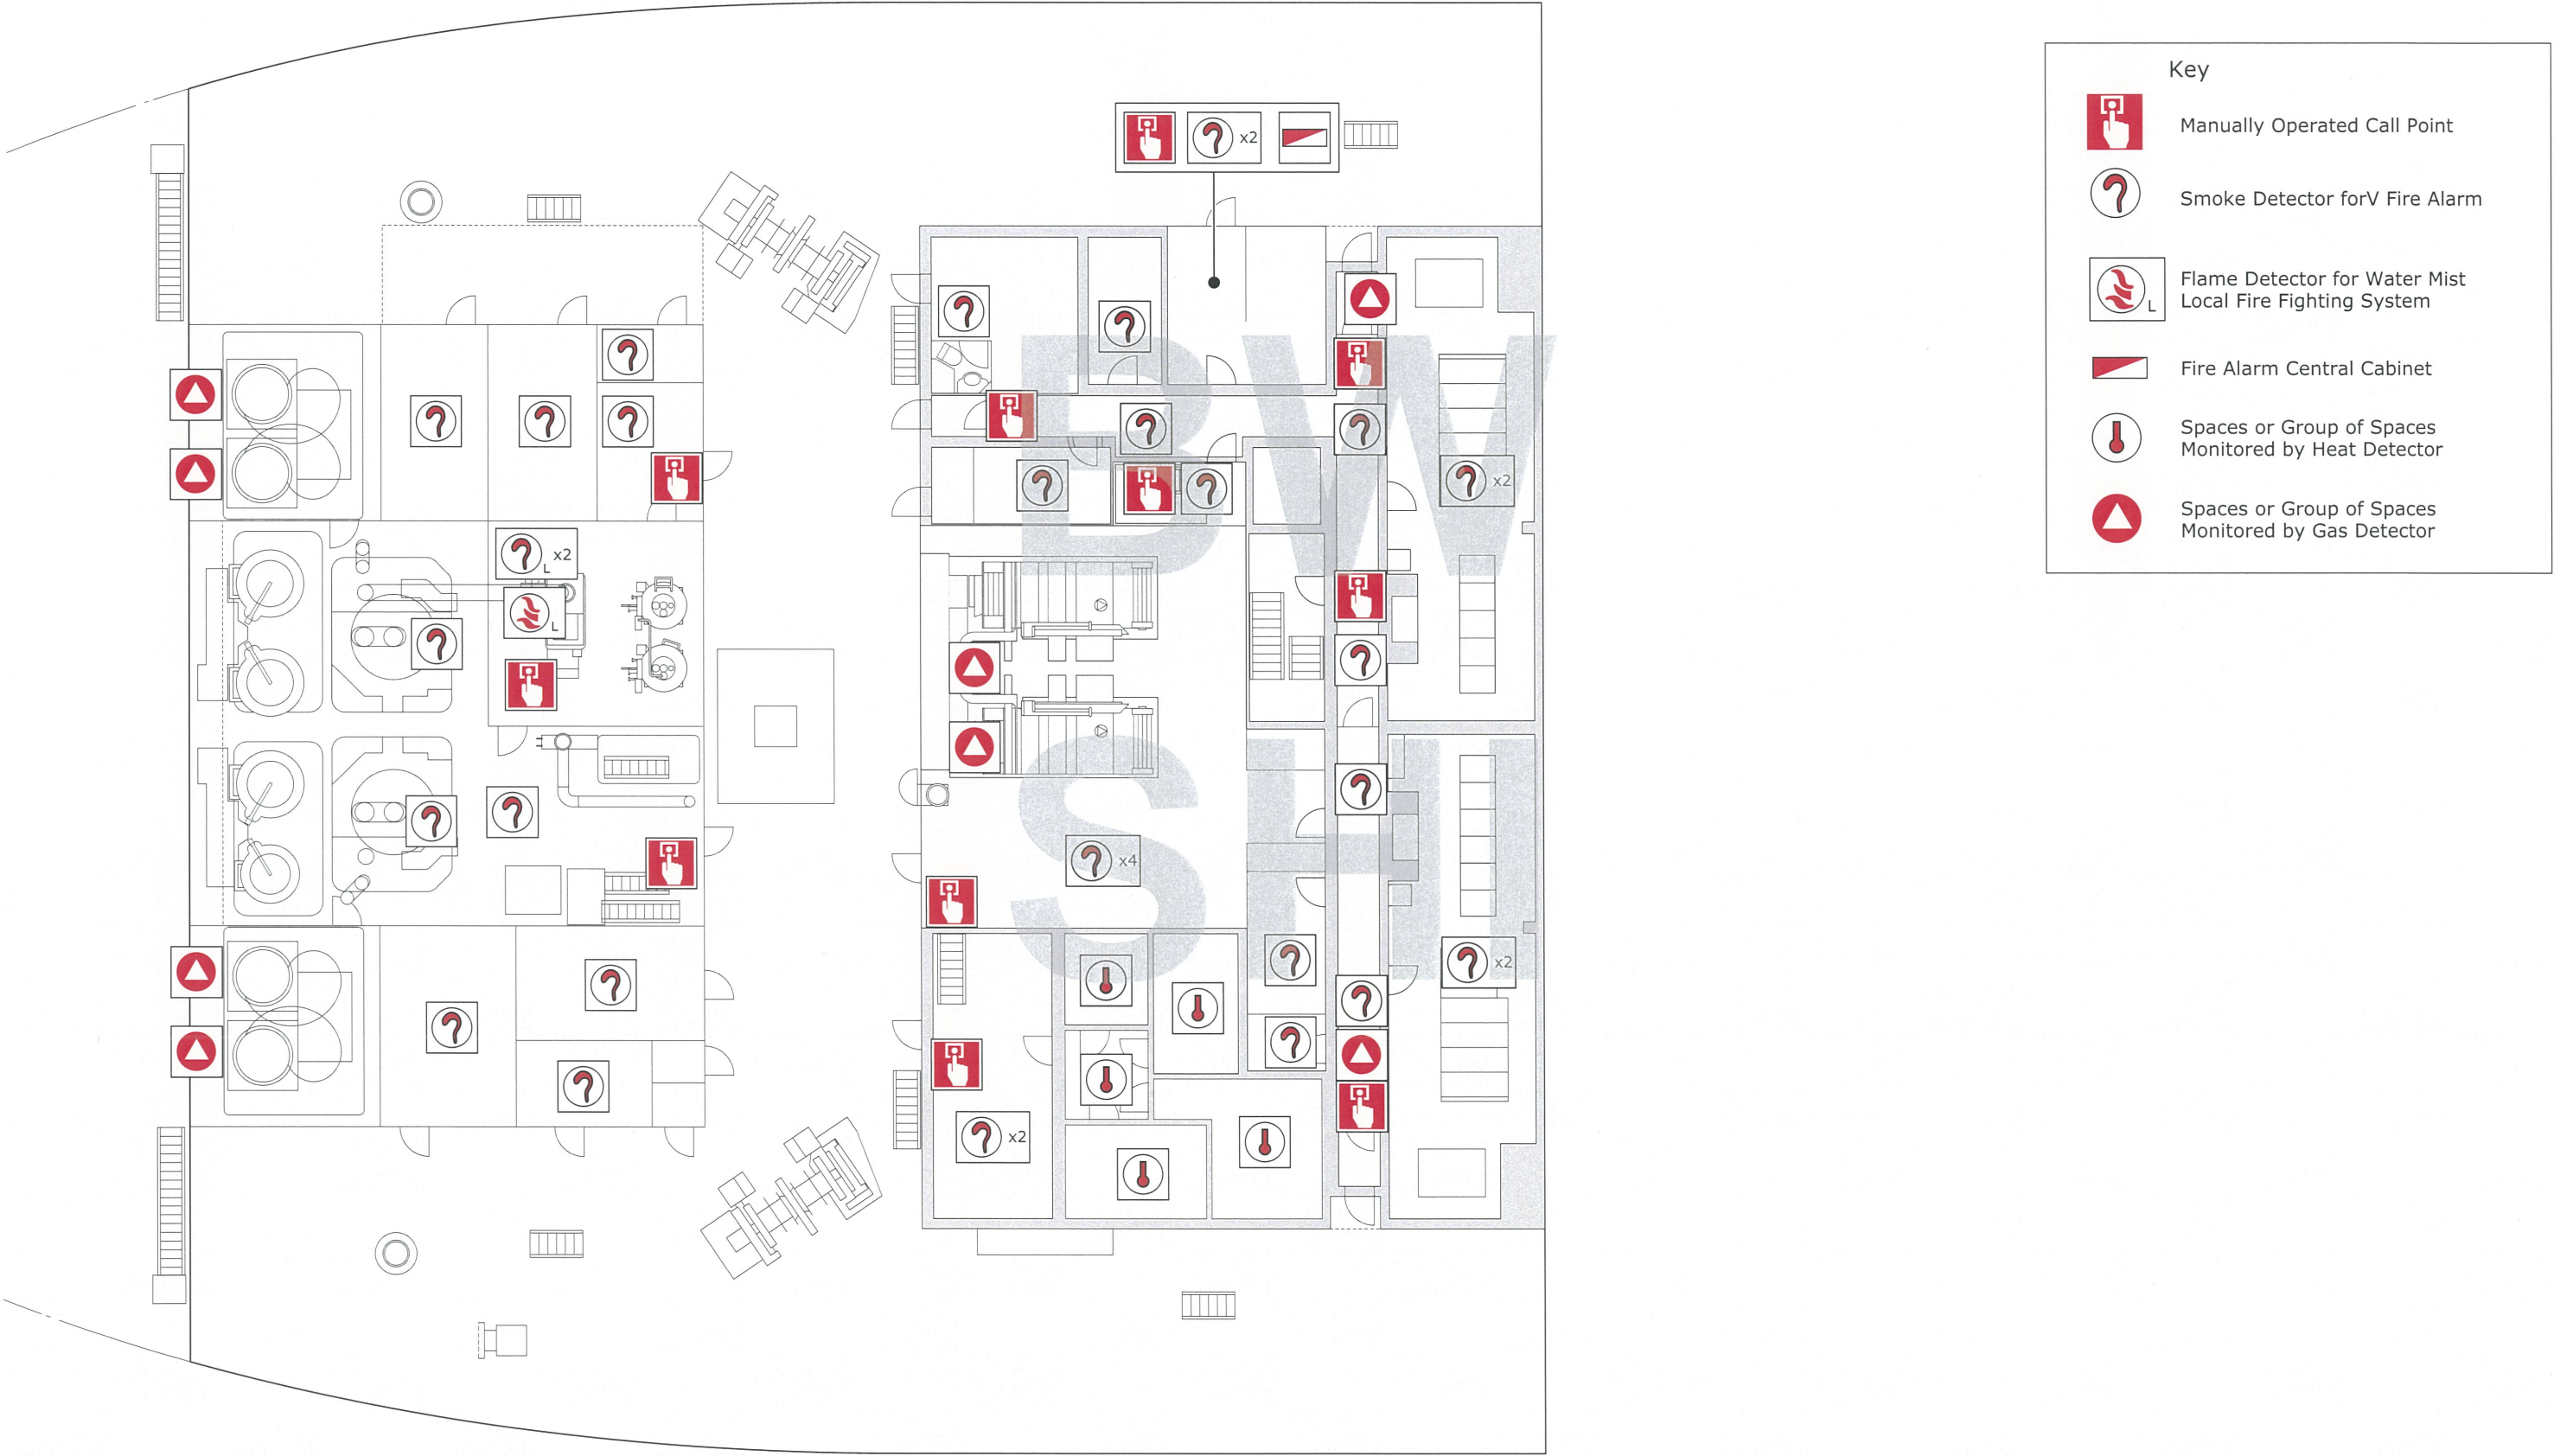 Key
Manually Operated Call Point
Smoke Detector forV Fire Alarm
L
Flame Detector for Water Mist
Local Fire Fighting System
Fire Alarm Central Cabinet
Spaces or Group of Spaces
Monitored by Heat Detector
Spaces or Group of Spaces
Monitored by Gas Detector
x2
x2
L x2
L
x4
x2
x2
BW
SHI